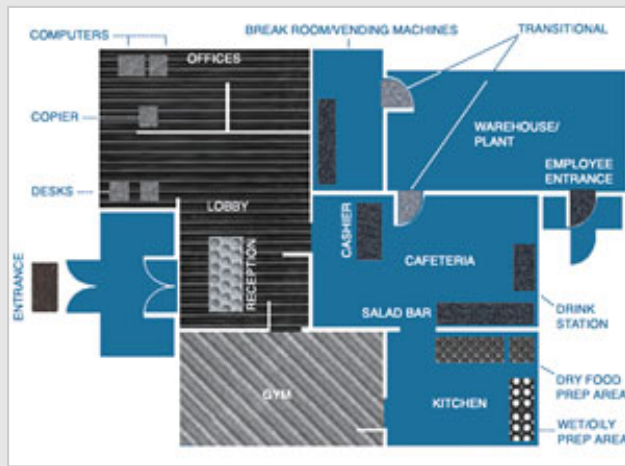 COMPUTERS
BREAK ROOM/VENDING MACHINES
TRANSITIONAL
OFFICES
COPIER
WAREHOUSE/
PLANT
EMPLOYEE
ENTRANCE
DESKS
LOBBY
CASHIER
CAFETERIA
RECEPTION
ENTRANCE
SALAD BAR
DRINK
STATION
DRY FOOD
PREP AREA
GYM
KITCHEN
WET/OILY
PREP AREA